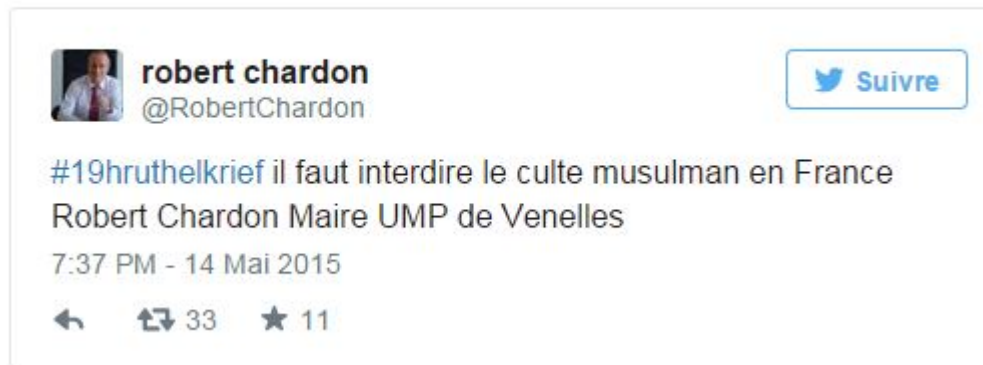 robert chardon
@RobertChardon
Suivre
#19hruthelkrief il faut interdire le culte musulman en France
Robert Chardon Maire UMP de Venelles
7:37 PM - 14 Mai 2015
33 11